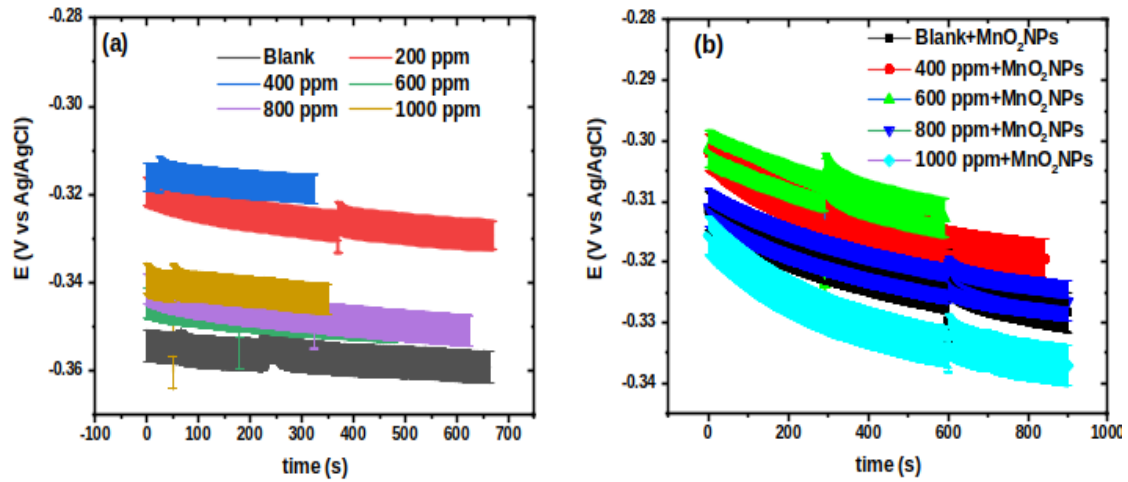 (a)
Blank 200 ppm
400 ppm 600 ppm
800 ppm 1000 ppm
E (V vs Ag/AgCl)
-0.28
-0.30
-0.32
-0.34
-0.36
-100 0 100 200 300 400 500 600 700
time (s)
(b)
Blank+MnO₂NPs
400 ppm+MnO₂NPs
600 ppm+MnO₂NPs
800 ppm+MnO₂NPs
1000 ppm+MnO₂NPs
E (V vs Ag/AgCl)
-0.28
-0.29
-0.30
-0.31
-0.32
-0.33
-0.34
0 200 400 600 800 1000
time (s)